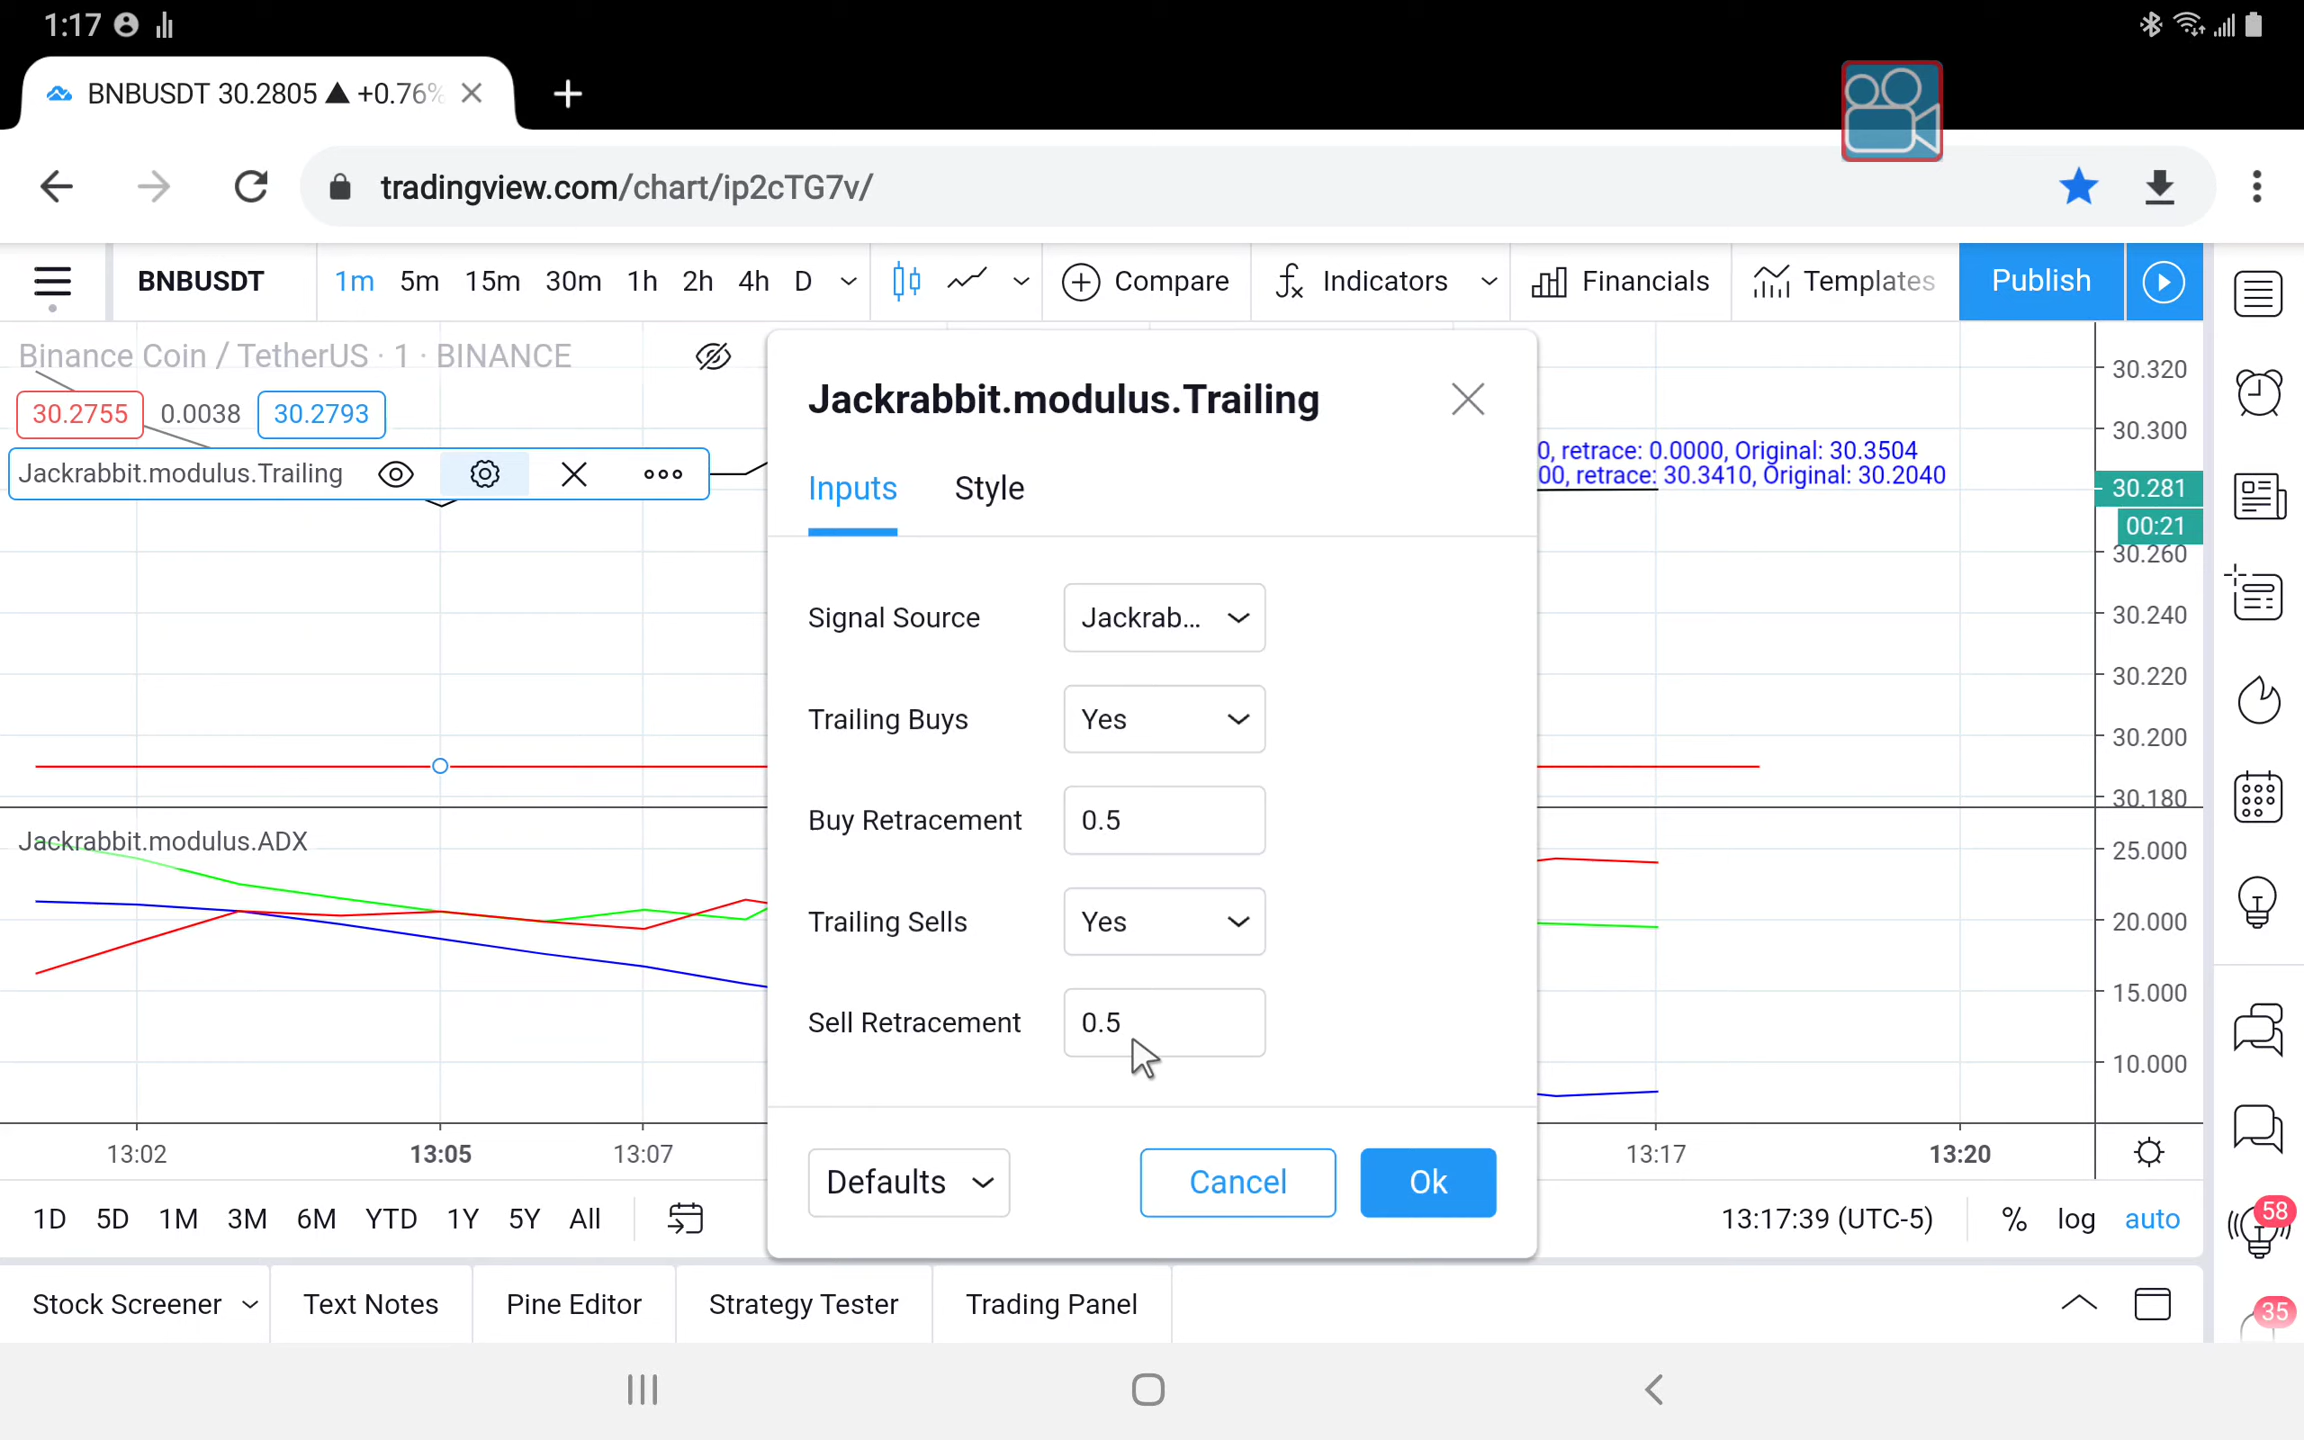 1:17
BNBUSDT 30.2805 ▲ +0.76%
tradingview.com/chart/ip2cTG7v/
BNBUSDT 1m 5m 15m 30m 1h 2h 4h D Compare Indicators Financials Templates Publish
Binance Coin / TetherUS · 1 · BINANCE
30.2755 0.0038 30.2793
Jackrabbit.modulus.Trailing
Jackrabbit.modulus.Trailing
Inputs Style
Signal Source Jackrab...
Trailing Buys Yes
Buy Retracement 0.5
Trailing Sells Yes
Sell Retracement 0.5
Defaults Cancel Ok
0, retrace: 0.0000, Original: 30.3504
00, retrace: 30.3410, Original: 30.2040
30.320
30.300
30.281
00:21
30.260
30.240
30.220
30.200
30.180
Jackrabbit.modulus.ADX
25.000
20.000
15.000
10.000
13:02 13:05 13:07 13:17 13:20
1D 5D 1M 3M 6M YTD 1Y 5Y All 13:17:39 (UTC-5) % log auto
58
Stock Screener Text Notes Pine Editor Strategy Tester Trading Panel
35